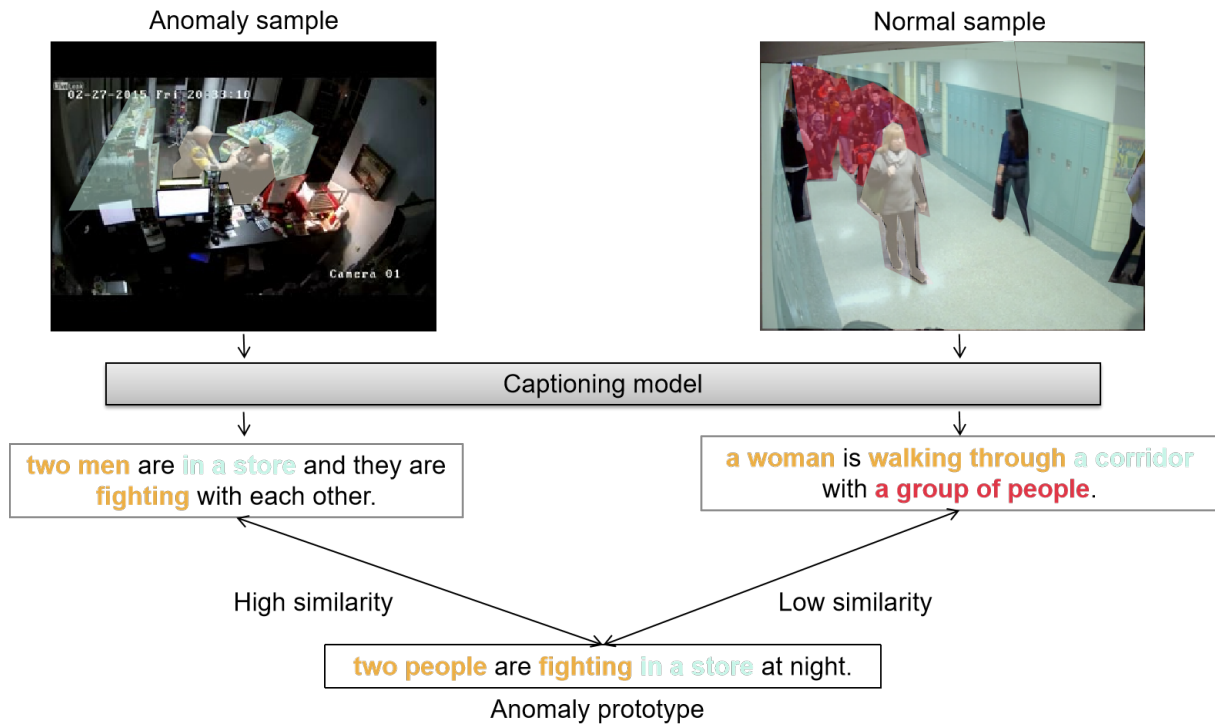 Anomaly sample
Normal sample
02-27-2015 Fri 20:33:10
Camera 01
Captioning model
two men are in a store and they are
fighting with each other.
a woman is walking through a corridor
with a group of people.
High similarity
Low similarity
two people are fighting in a store at night.
Anomaly prototype